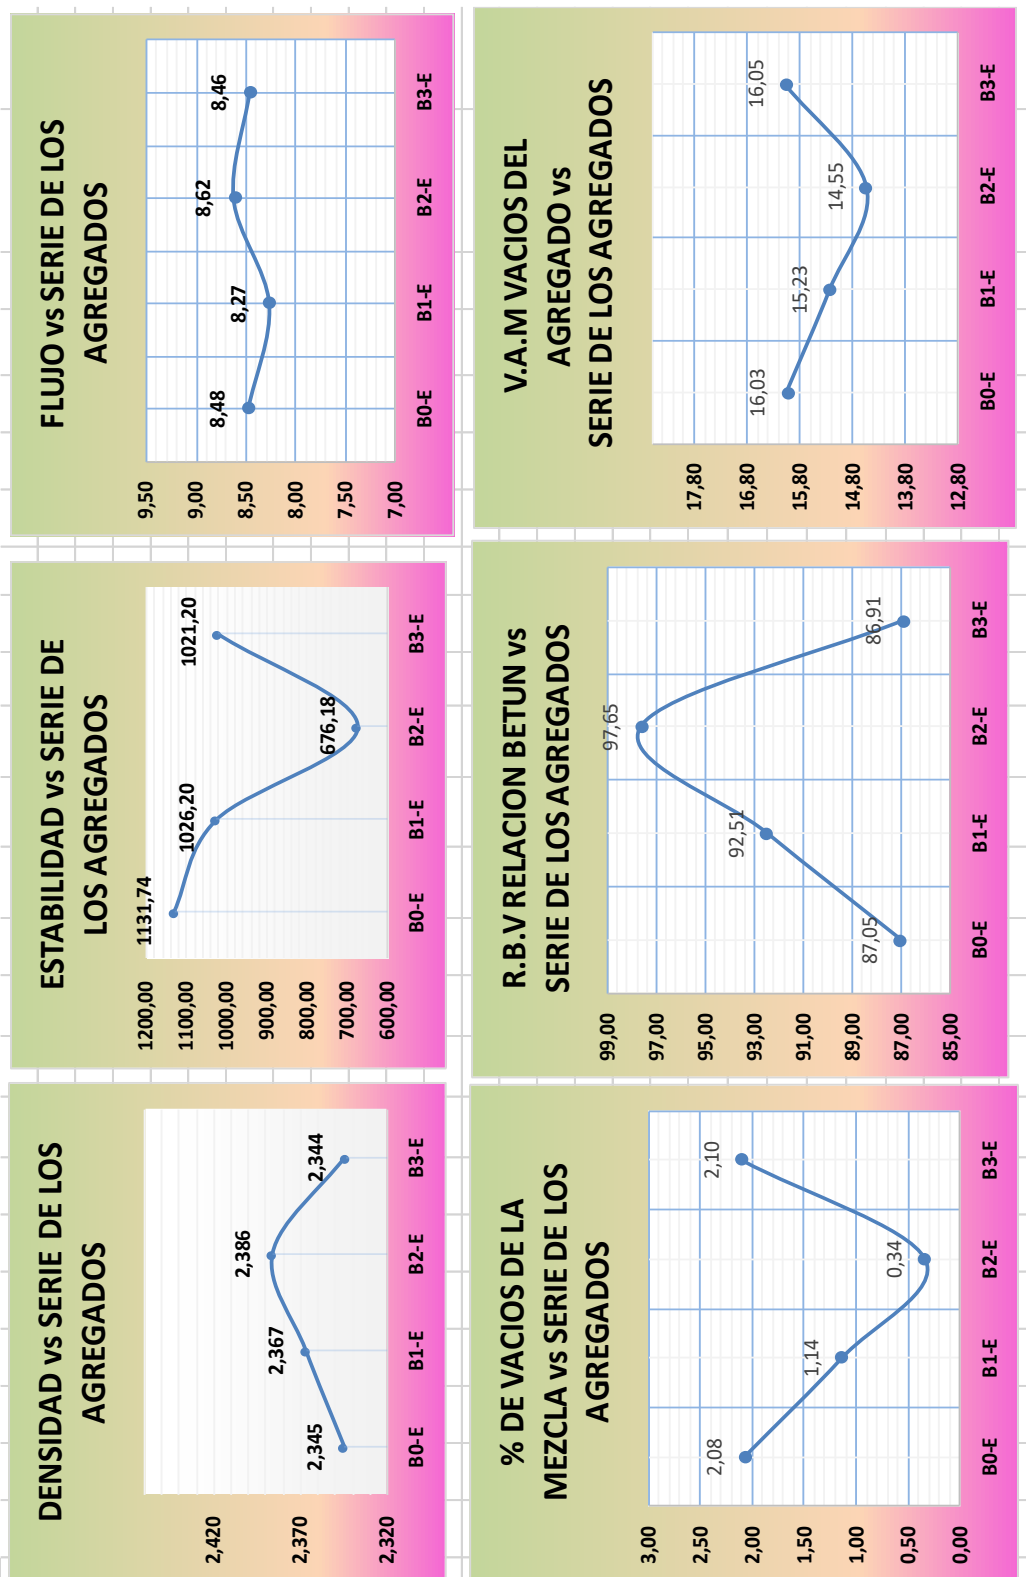 DENSIDAD vs SERIE DE LOS
AGREGADOS
2,420
2,370
2,320
2,345
2,367
2,386
2,344
B0-E
B1-E
B2-E
B3-E
ESTABILIDAD vs SERIE DE
LOS AGREGADOS
1200,00
1100,00
1000,00
900,00
800,00
700,00
600,00
1131,74
1026,20
676,18
1021,20
B0-E
B1-E
B2-E
B3-E
FLUJO vs SERIE DE LOS
AGREGADOS
9,50
9,00
8,50
8,00
7,50
7,00
8,48
8,27
8,62
8,46
B0-E
B1-E
B2-E
B3-E
% DE VACIOS DE LA
MEZCLA vs SERIE DE LOS
AGREGADOS
3,00
2,50
2,00
1,50
1,00
0,50
0,00
2,08
1,14
0,34
2,10
B0-E
B1-E
B2-E
B3-E
R.B.V RELACION BETUN vs
SERIE DE LOS AGREGADOS
99,00
97,00
95,00
93,00
91,00
89,00
87,00
85,00
87,05
92,51
97,65
86,91
B0-E
B1-E
B2-E
B3-E
V.A.M VACIOS DEL
AGREGADO vs
SERIE DE LOS AGREGADOS
17,80
16,80
15,80
14,80
13,80
12,80
16,03
15,23
14,55
16,05
B0-E
B1-E
B2-E
B3-E